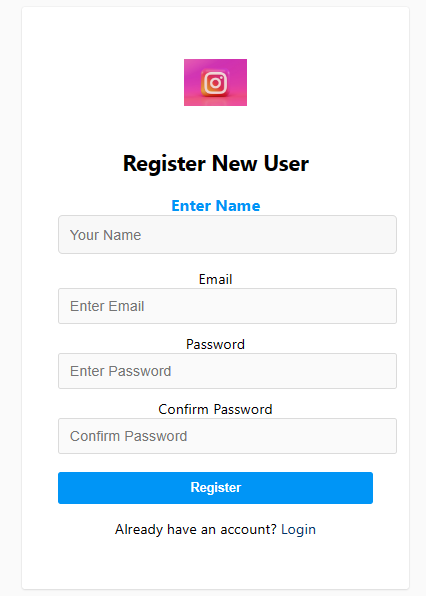 Register New User
Enter Name
Your Name
Email
Enter Email
Password
Enter Password
Confirm Password
Confirm Password
Register
Already have an account? Login